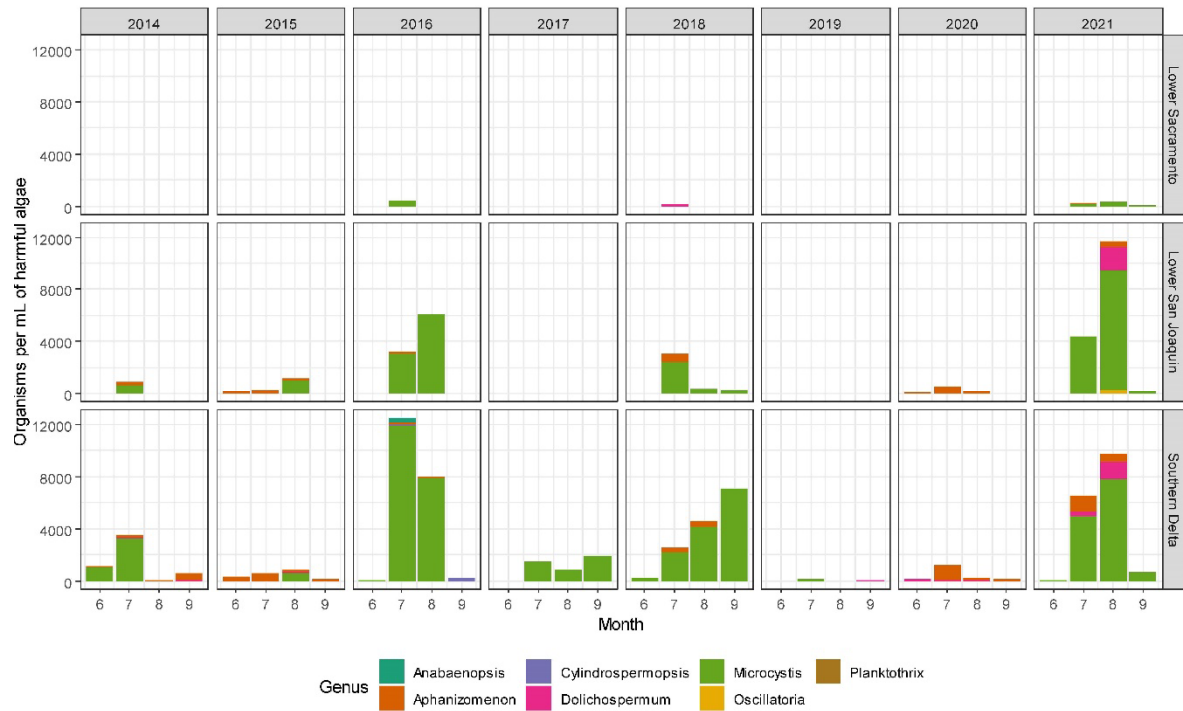 2014 2015 2016 2017 2018 2019 2020 2021
Organisms per mL of harmful algae
12000
8000
4000
0
Lower Sacramento
12000
8000
4000
0
Lower San Joaquin
12000
8000
4000
0
Southern Delta
6 7 8 9 6 7 8 9 6 7 8 9 6 7 8 9 6 7 8 9 6 7 8 9 6 7 8 9 6 7 8 9
Month
Genus
Anabaenopsis Cylindrospermopsis Microcystis Planktothrix
Aphanizomenon Dolichospermum Oscillatoria